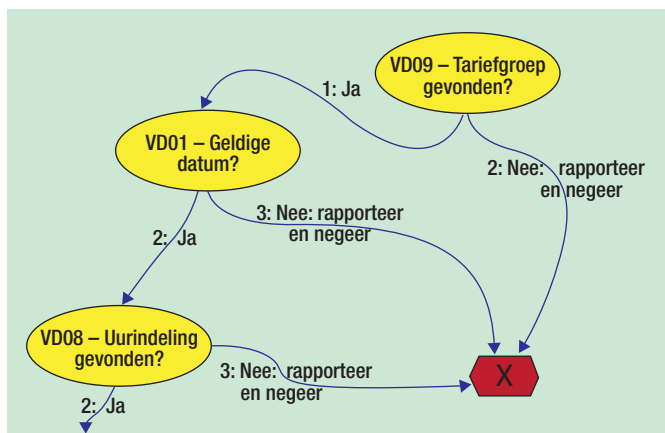 VD09 – Tariefgroep
gevonden?
1: Ja
VD01 – Geldige
datum?
2: Nee: rapporteer
en negeer
3: Nee: rapporteer
en negeer
2: Ja
VD08 – Uurindeling
gevonden?
3: Nee: rapporteer
en negeer
X
2: Ja